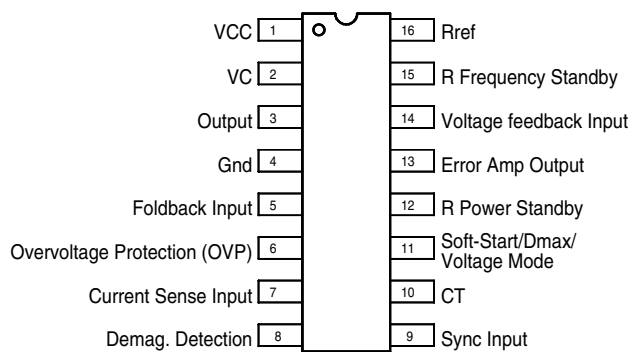 VCC 1 16 Rref
VC 2 15 R Frequency Standby
Output 3 14 Voltage feedback Input
Gnd 4 13 Error Amp Output
Foldback Input 5 12 R Power Standby
Overvoltage Protection (OVP) 6 11 Soft-Start/Dmax/
Voltage Mode
Current Sense Input 7 10 CT
Demag. Detection 8 9 Sync Input